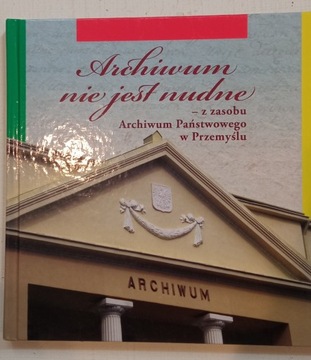 Archiwum
nie jest nudne
– z zasobu
Archiwum Państwowego
w Przemyślu
ARCHIWUM